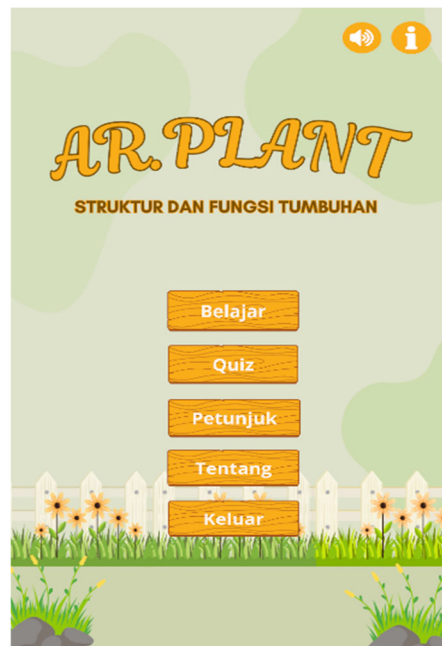 AR.PLANT
STRUKTUR DAN FUNGSI TUMBUHAN
Belajar
Quiz
Petunjuk
Tentang
Keluar